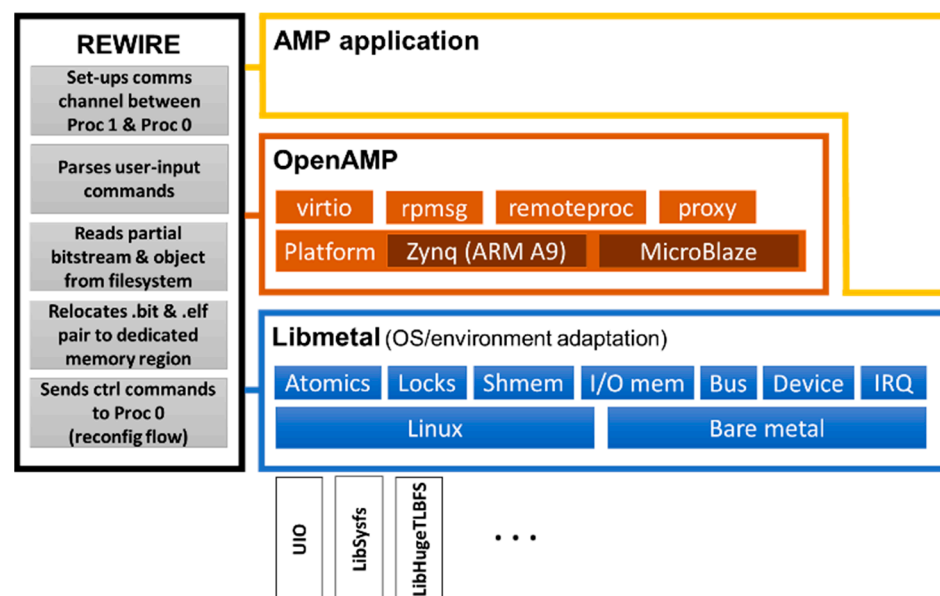 REWIRE
Set-ups comms
channel between
Proc 1 & Proc 0
Parses user-input
commands
Reads partial
bitstream & object
from filesystem
Relocates .bit & .elf
pair to dedicated
memory region
Sends ctrl commands
to Proc 0
(reconfig flow)
AMP application
OpenAMP
virtio rpmsg remoteproc proxy
Platform Zynq (ARM A9) MicroBlaze
Libmetal (OS/environment adaptation)
Atomics Locks Shmem I/O mem Bus Device IRQ
Linux Bare metal
UIO
LibSysfs
LibHugeTLBFS
...